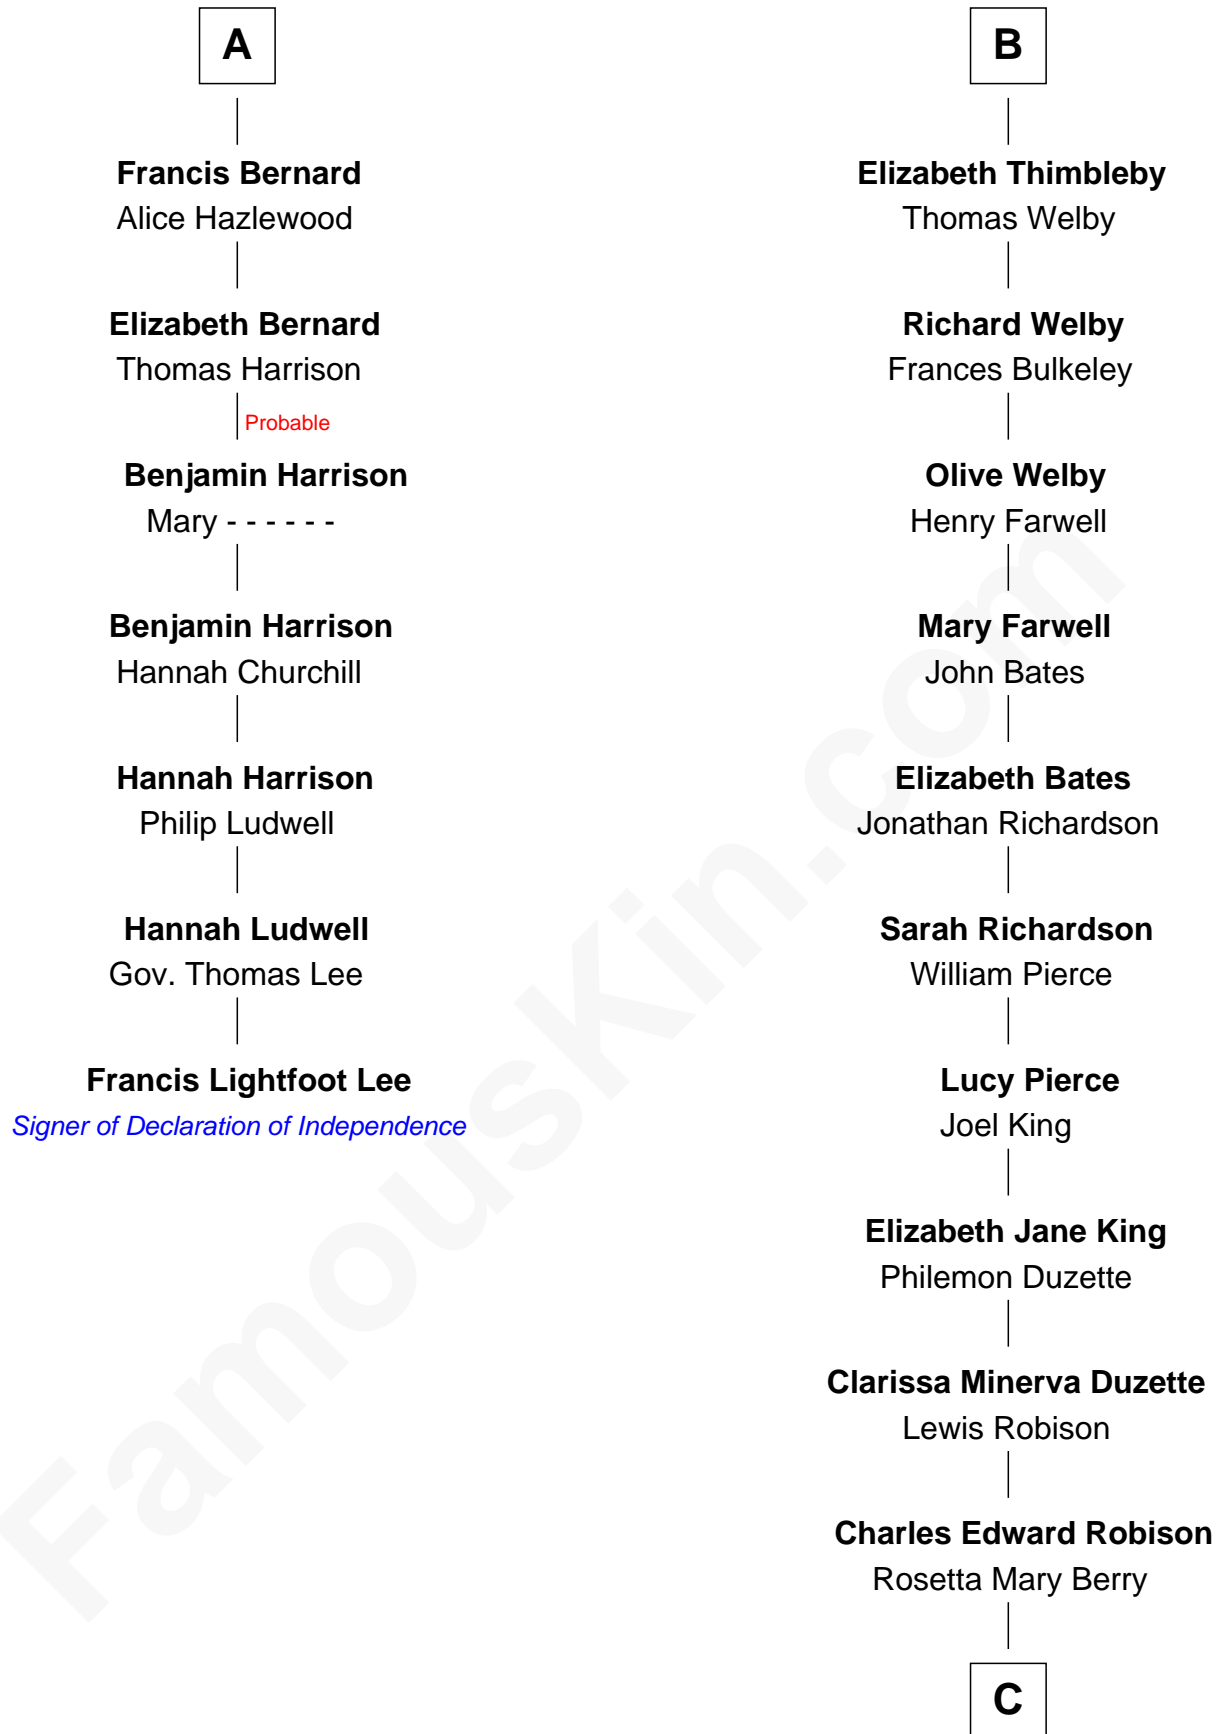 A
Francis Bernard
Alice Hazlewood
Elizabeth Bernard
Thomas Harrison
Probable
Benjamin Harrison
Mary - - - - - -
Benjamin Harrison
Hannah Churchill
Hannah Harrison
Philip Ludwell
Hannah Ludwell
Gov. Thomas Lee
Francis Lightfoot Lee
Signer of Declaration of Independence
B
Elizabeth Thimbleby
Thomas Welby
Richard Welby
Frances Bulkeley
Olive Welby
Henry Farwell
Mary Farwell
John Bates
Elizabeth Bates
Jonathan Richardson
Sarah Richardson
William Pierce
Lucy Pierce
Joel King
Elizabeth Jane King
Philemon Duzette
Clarissa Minerva Duzette
Lewis Robison
Charles Edward Robison
Rosetta Mary Berry
C
FamousKin.com